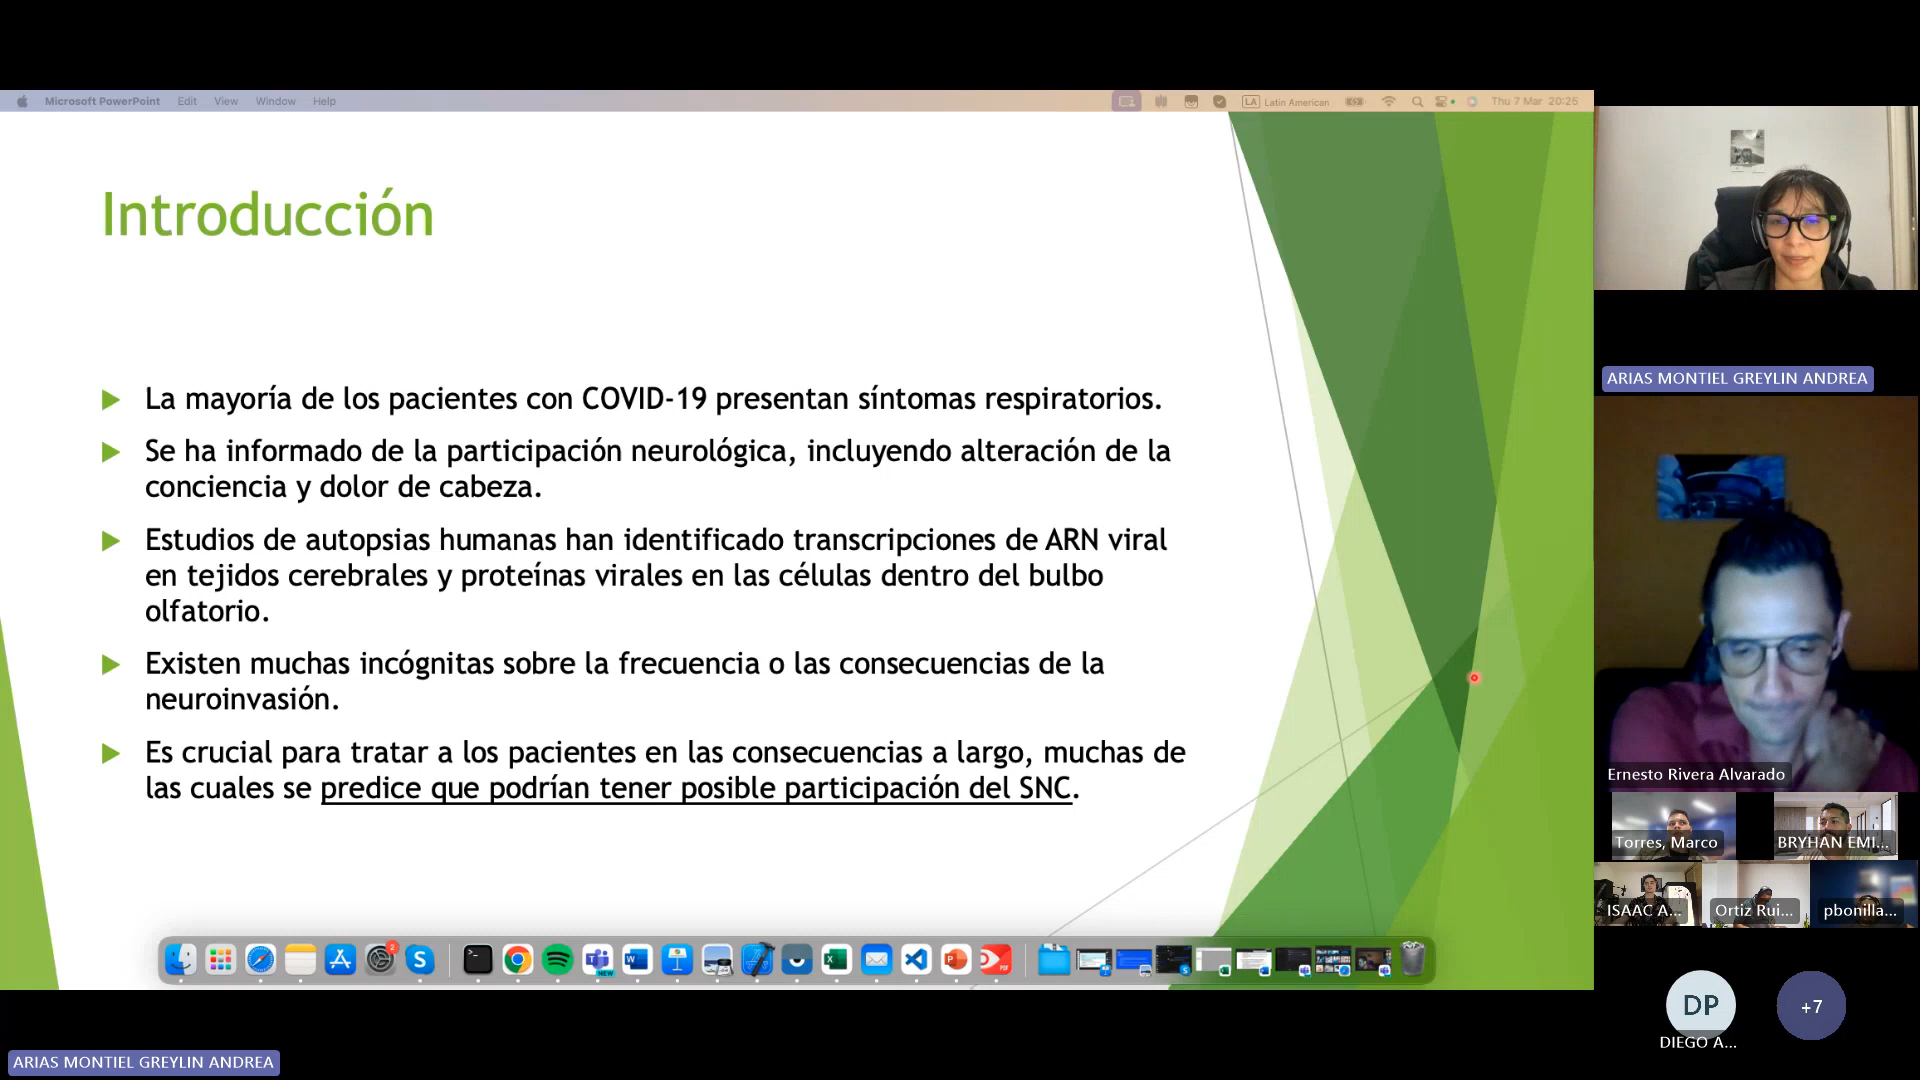 Microsoft PowerPoint Edit View Window Help
LA Latin American Thu 7 Mar 20:25
Introducción
La mayoría de los pacientes con COVID-19 presentan síntomas respiratorios.
Se ha informado de la participación neurológica, incluyendo alteración de la
conciencia y dolor de cabeza.
Estudios de autopsias humanas han identificado transcripciones de ARN viral
en tejidos cerebrales y proteínas virales en las células dentro del bulbo
olfatorio.
Existen muchas incógnitas sobre la frecuencia o las consecuencias de la
neuroinvasión.
Es crucial para tratar a los pacientes en las consecuencias a largo, muchas de
las cuales se predice que podrían tener posible participación del SNC.
2
NEW
ARIAS MONTIEL GREYLIN ANDREA
Ernesto Rivera Alvarado
Torres, Marco
BRYHAN EMI...
ISAAC A...
Ortiz Rui...
pbonilla...
DP
+7
DIEGO A...
ARIAS MONTIEL GREYLIN ANDREA